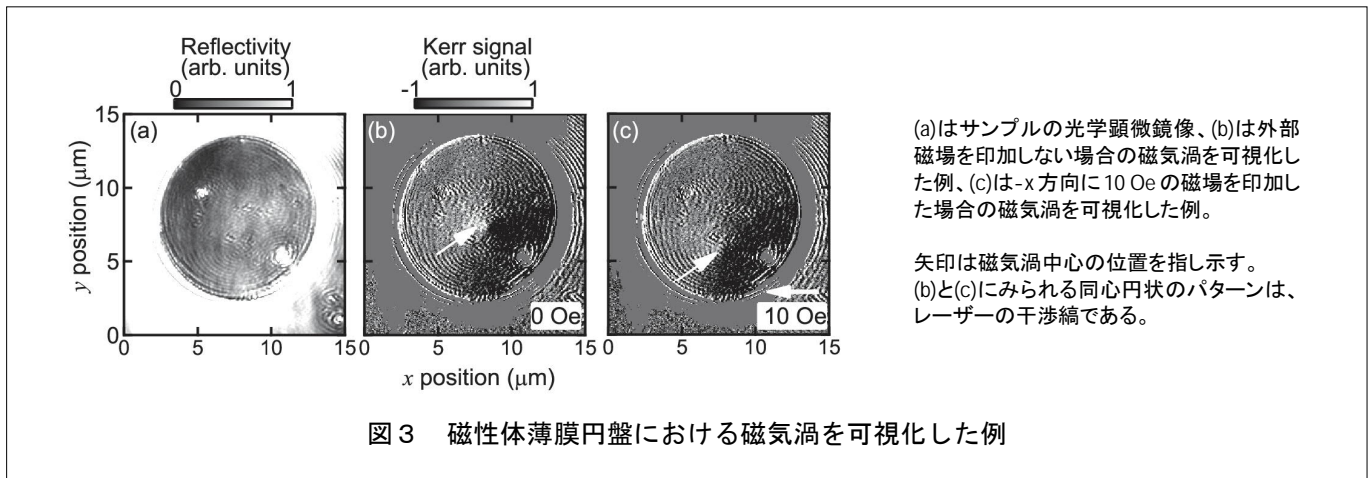 Reflectivity
(arb. units)
0 1
Kerr signal
(arb. units)
-1 1
15
10
5
0
y position (μm)
(a)
(b)
(c)
0 Oe
10 Oe
0 5 10 15
0 5 10 15
0 5 10 15
x position (μm)
(a)はサンプルの光学顕微鏡像、(b)は外部
磁場を印加しない場合の磁気渦を可視化し
た例、(c)は-x 方向に 10 Oe の磁場を印加し
た場合の磁気渦を可視化した例。
矢印は磁気渦中心の位置を指し示す。
(b)と(c)にみられる同心円状のパターンは、
レーザーの干渉縞である。
図３ 磁性体薄膜円盤における磁気渦を可視化した例